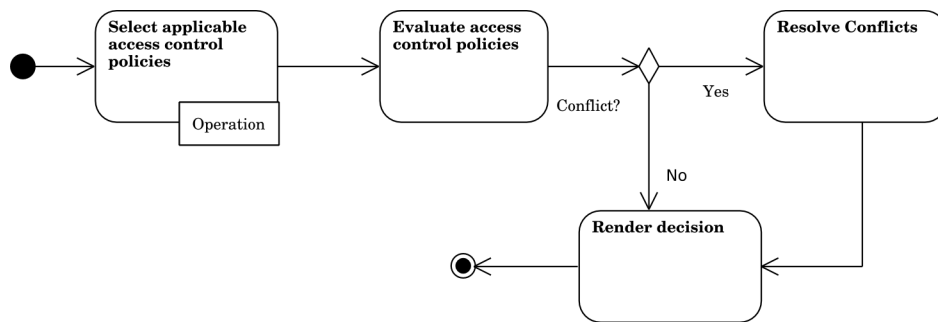 Select applicable
access control
policies
Operation
Evaluate access
control policies
Conflict?
Yes
No
Resolve Conflicts
Render decision